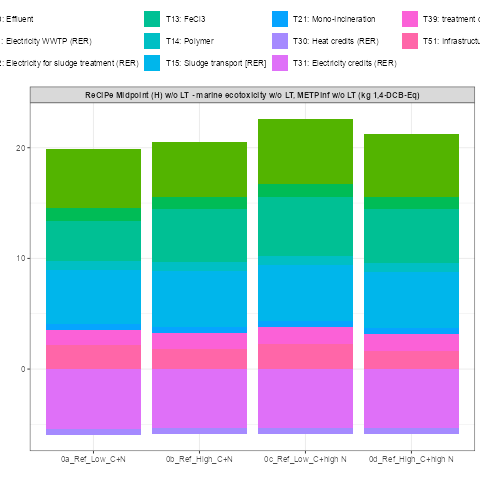 : Effluent T13: FeCl3 T21: Mono-Incineration T39: treatment
: Electricity WWTP (RER) T14: Polymer T30: Heat credits (RER) T51:
: Electricity for sludge treatment (RER) T15: Sludge transport [RER] T31: Electricity credits (RER)
ReCiPe Midpoint (H) w/o LT - marine ecotoxicity w/o LT, METPinf w/o LT (kg 1,4-DCB-Eq)
20
10
0
0a_Ref_Low_C+N 0b_Ref_High_C+N 0c_Ref_Low_C+high N 0d_Ref_High_C+high N